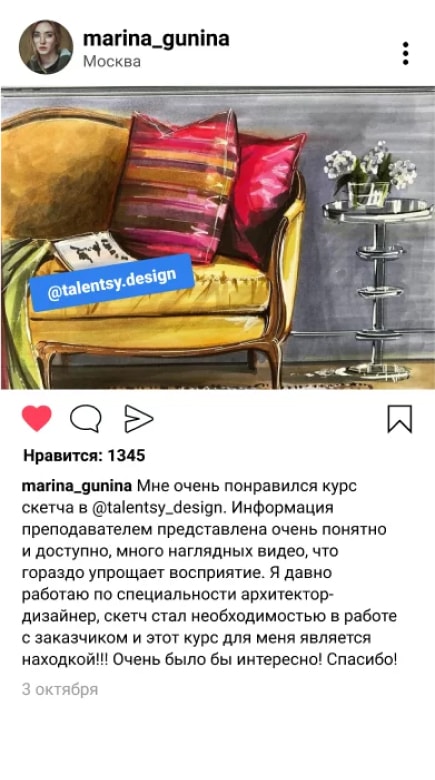 marina_gunina
Москва
@talentsy.design
Нравится: 1345
marina_gunina Мне очень понравился курс
скетча в @talentsy_design. Информация
преподавателем представлена очень понятно
и доступно, много наглядных видео, что
гораздо упрощает восприятие. Я давно
работаю по специальности архитектор-
дизайнер, скетч стал необходимостью в работе
с заказчиком и этот курс для меня является
находкой!!! Очень было бы интересно! Спасибо!
3 октября